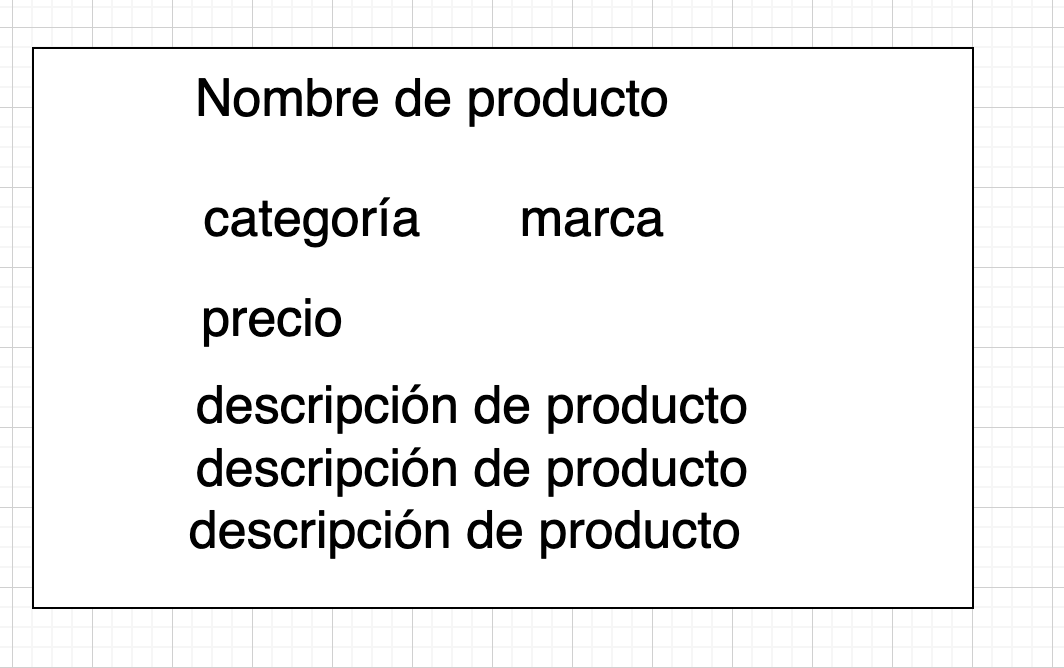 Nombre de producto
categoría marca
precio
descripción de producto
descripción de producto
descripción de producto